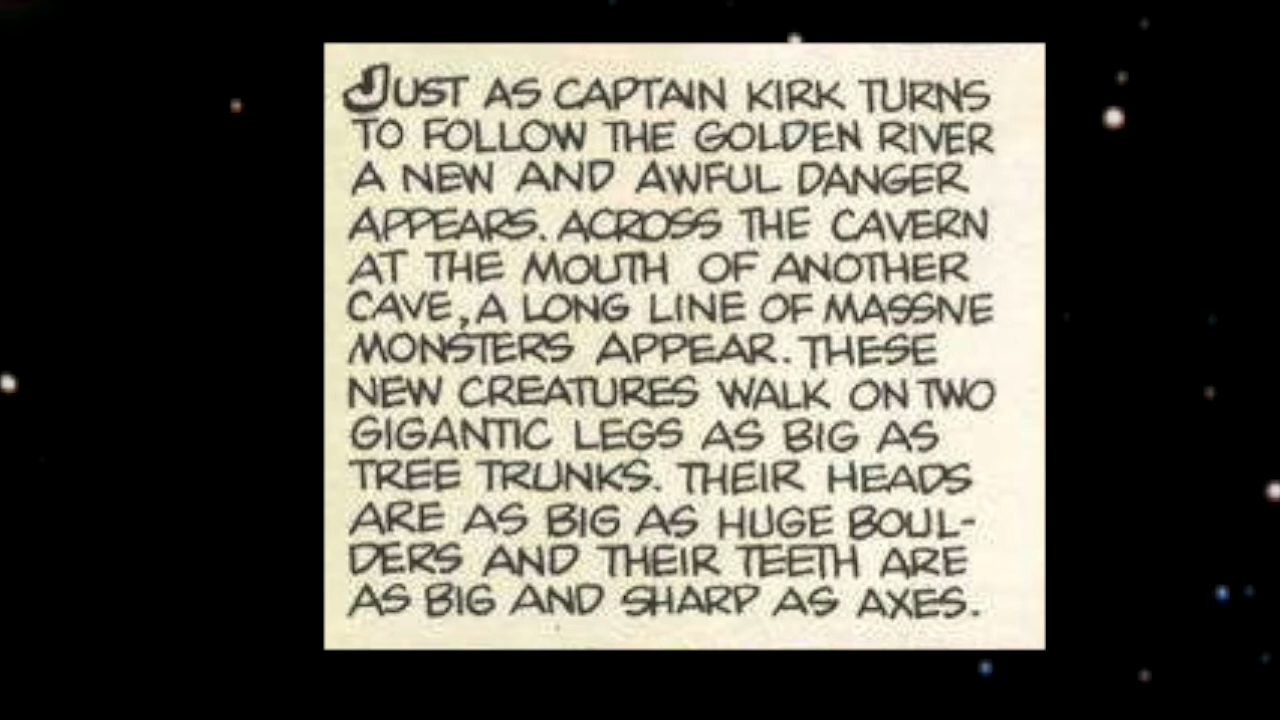 JUST AS CAPTAIN KIRK TURNS
TO FOLLOW THE GOLDEN RIVER
A NEW AND AWFUL DANGER
APPEARS. ACROSS THE CAVERN
AT THE MOUTH OF ANOTHER
CAVE, A LONG LINE OF MASSIVE
MONSTERS APPEAR. THESE
NEW CREATURES WALK ON TWO
GIGANTIC LEGS AS BIG AS
TREE TRUNKS. THEIR HEADS
ARE AS BIG AS HUGE BOUL-
DERS AND THEIR TEETH ARE
AS BIG AND SHARP AS AXES.